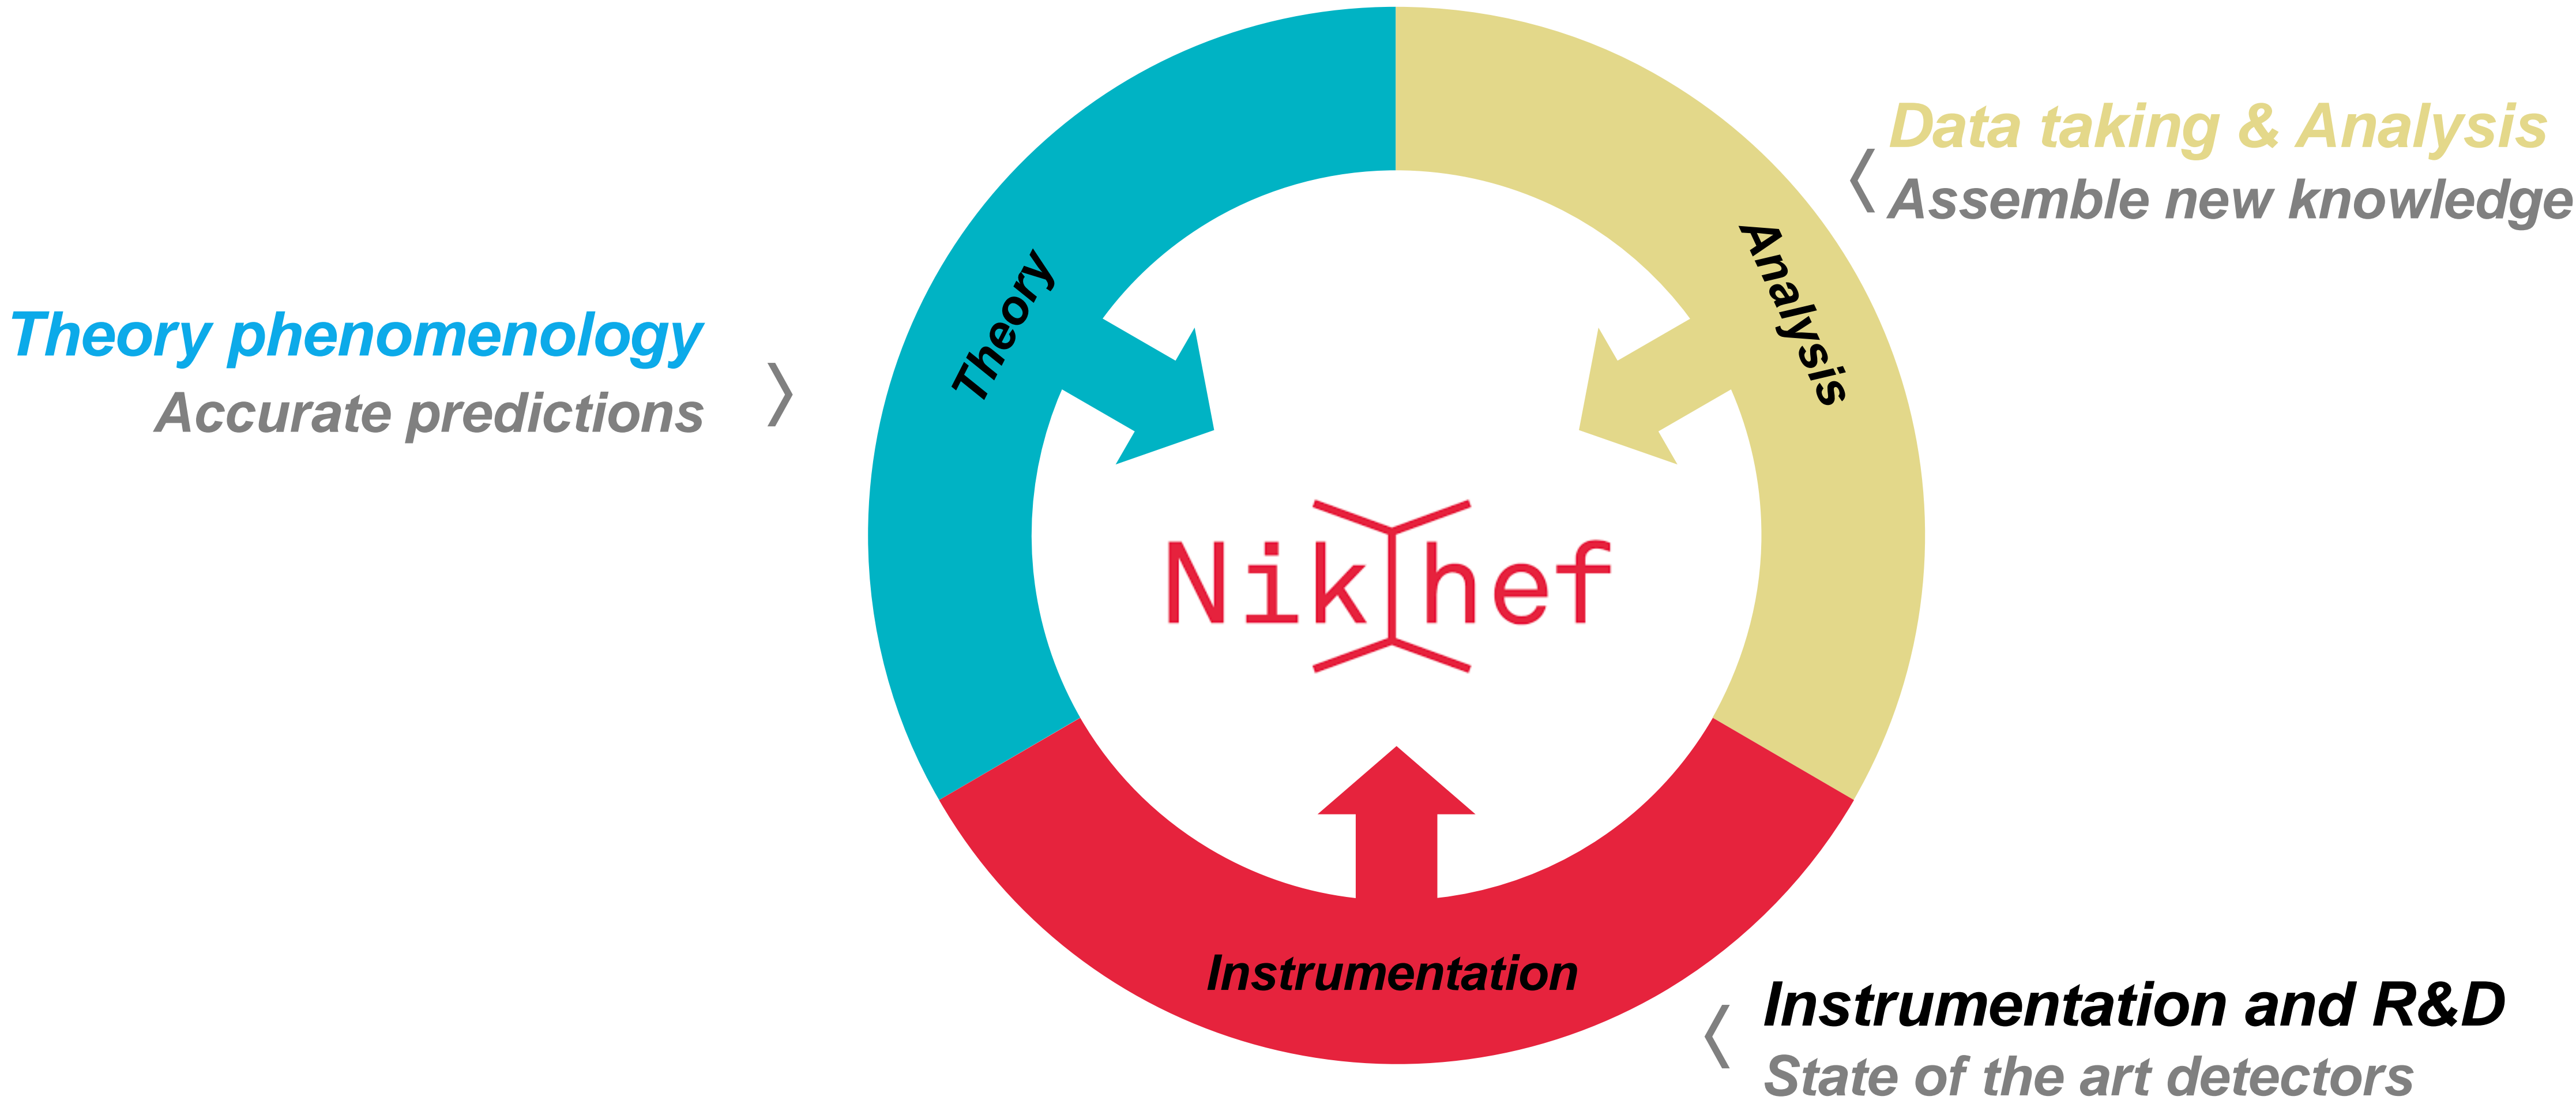 Data taking & Analysis
Assemble new knowledge
Analysis
Theory
Theory phenomenology
Accurate predictions
Nikhef
Instrumentation
Instrumentation and R&D
State of the art detectors